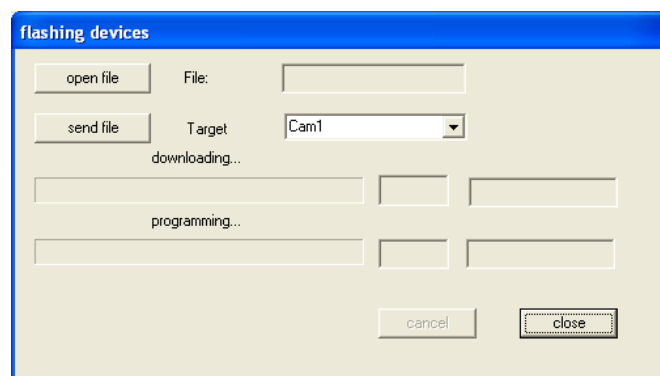 flashing devices
open file File:
send file Target Cam1
downloading...
programming...
cancel close